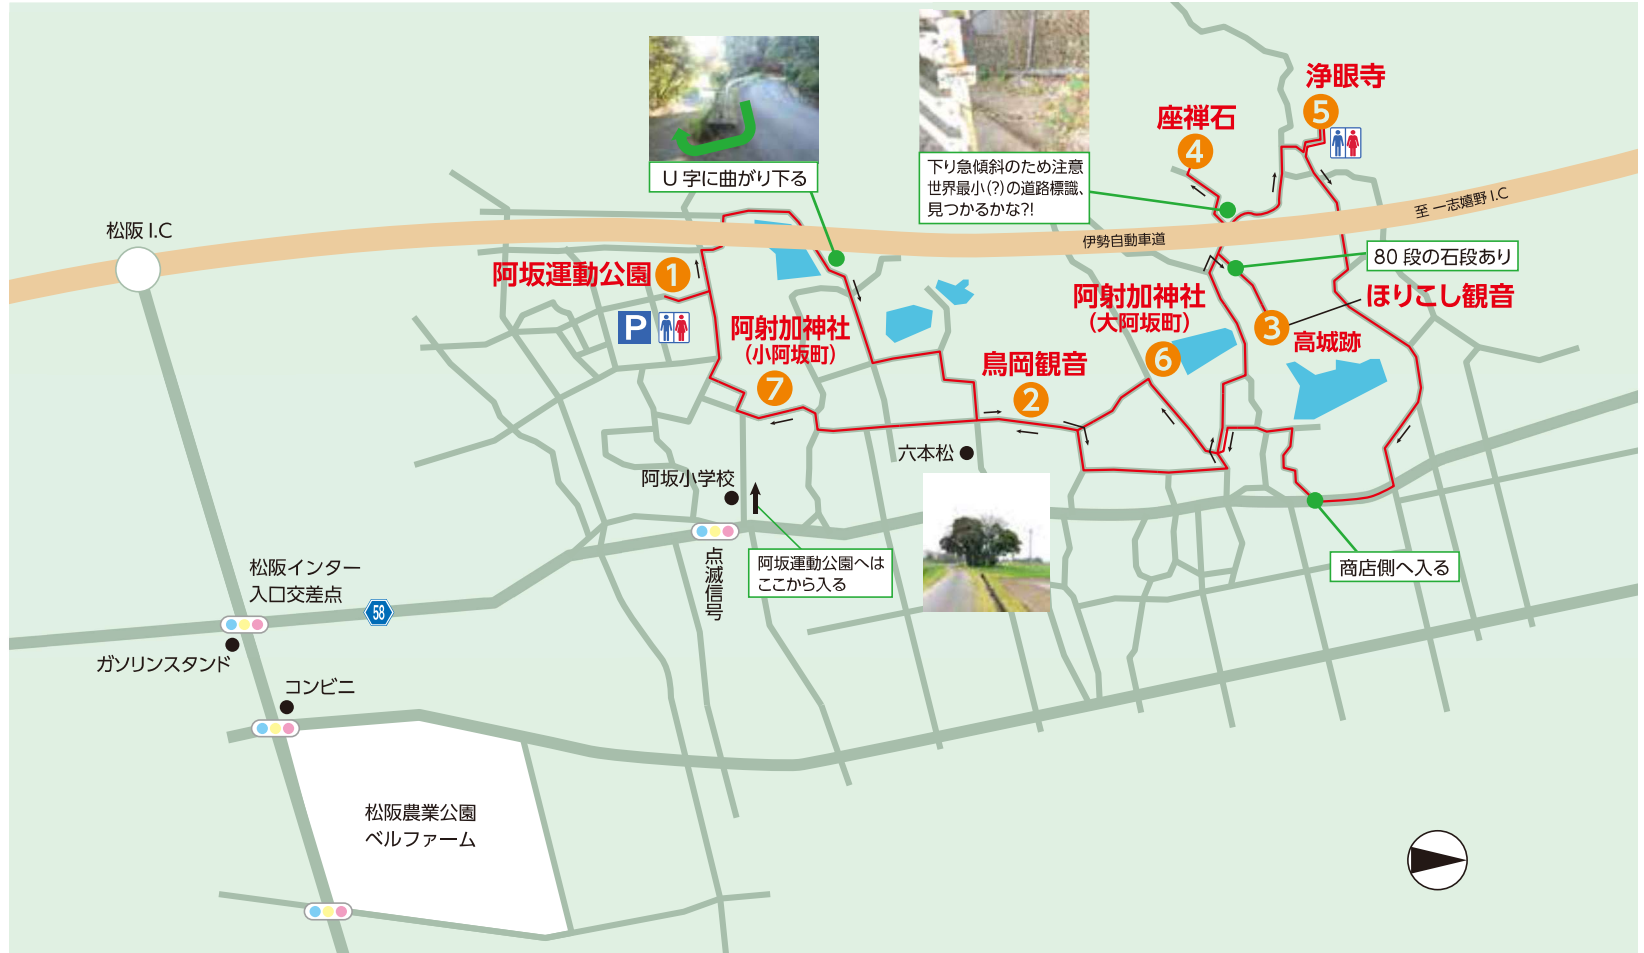 浄眼寺
5
座禅石
4
下り急傾斜のため注意
世界最小(?)の道路標識、
見つかるかな?!
U字に曲がり下る
至 一志嬉野 I.C
伊勢自動車道
松阪 I.C
80 段の石段あり
阿坂運動公園 1
P
ほりこし観音
3
高城跡
阿射加神社
(大阿坂町)
6
阿射加神社
(小阿坂町)
7
鳥岡観音
2
六本松
阿坂小学校
点滅信号
阿坂運動公園へは
ここから入る
商店側へ入る
松阪インター
入口交差点
58
ガソリンスタンド
コンビニ
松阪農業公園
ベルファーム